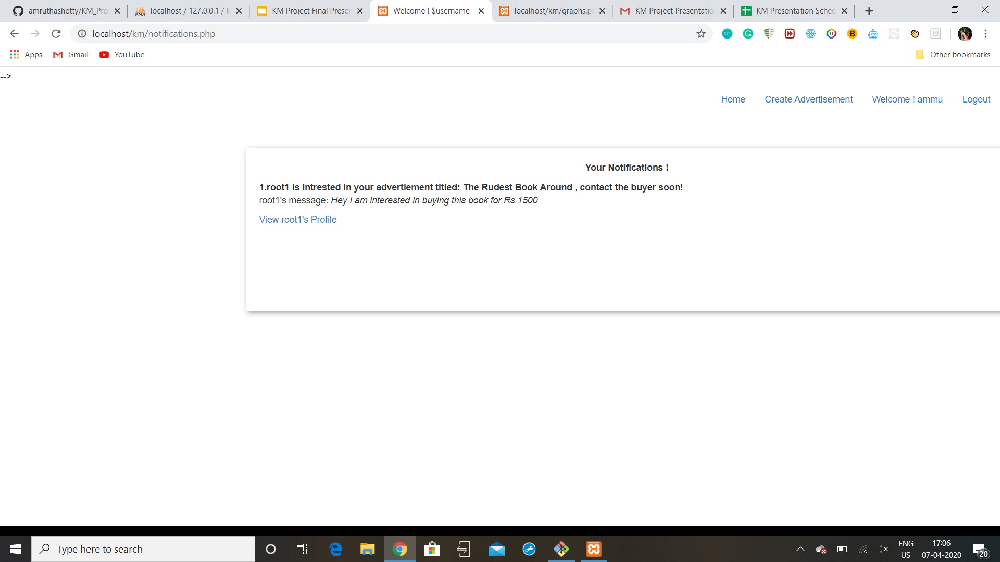 amruthashetty/KM_Pro
localhost / 127.0.0.1 / k
KM Project Final Presen
Welcome ! $username
localhost/km/graphs.p
KM Project Presentatio
KM Presentation Sched
localhost/km/notifications.php
Apps
Gmail
YouTube
Other bookmarks
-->
Home
Create Advertisement
Welcome ! ammu
Logout
Your Notifications !
1.root1 is intrested in your advertiement titled: The Rudest Book Around , contact the buyer soon!
root1's message: Hey I am interested in buying this book for Rs.1500
View root1's Profile
Type here to search
ENG
US
17:06
07-04-2020
20